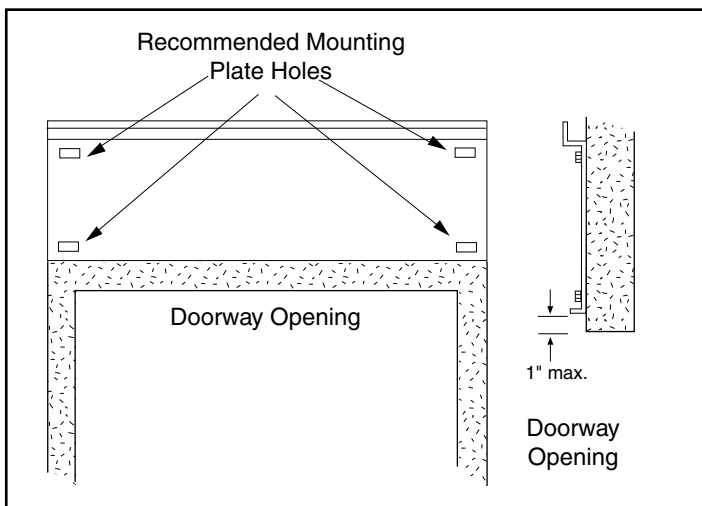 Recommended Mounting
Plate Holes
Doorway Opening
1" max.
Doorway
Opening